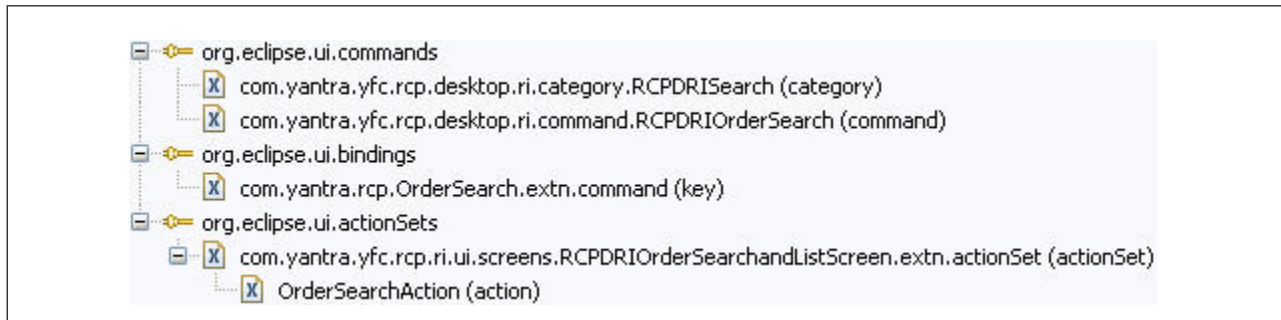 org.eclipse.ui.commands
com.yantra.yfc.rcp.desktop.ri.category.RCPDRISearch (category)
com.yantra.yfc.rcp.desktop.ri.command.RCPDRIOrderSearch (command)
org.eclipse.ui.bindings
com.yantra.rcp.OrderSearch.extn.command (key)
org.eclipse.ui.actionSets
com.yantra.yfc.rcp.ri.ui.screens.RCPDRIOrderSearchandListScreen.extn.actionSet (actionSet)
OrderSearchAction (action)